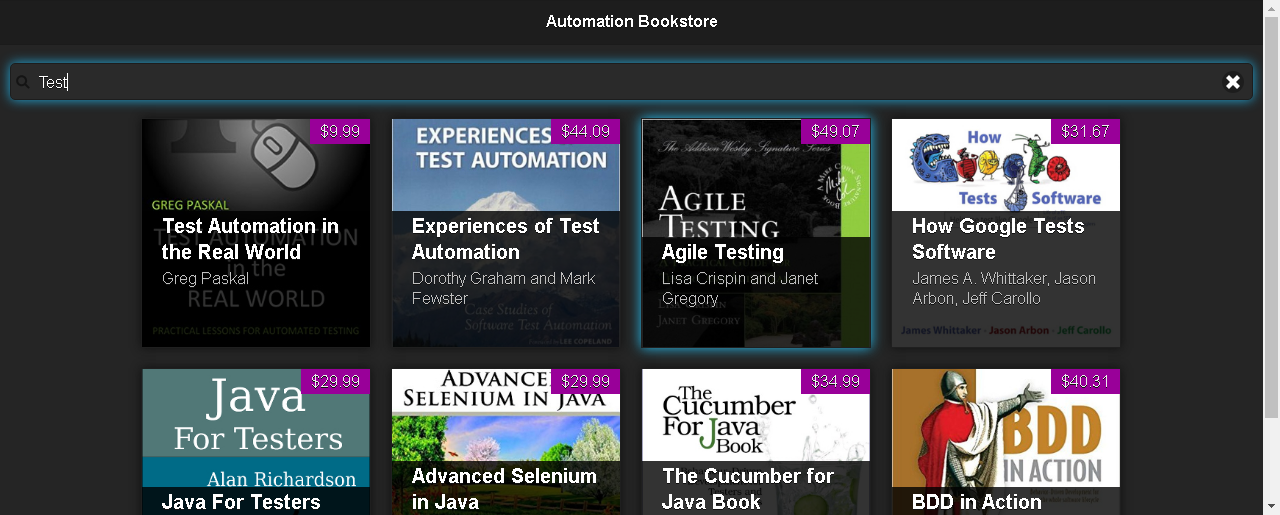 Automation Bookstore
Test
$9.99
GREG PASKAL
Test Automation in
the Real World
Greg Paskal
TEST AUTOMATION
in the
REAL WORLD
PRACTICAL LESSONS FOR AUTOMATED TESTING
$44.09
EXPERIENCES
TEST AUTOMATION
Experiences of Test
Automation
Dorothy Graham and Mark
Fewster
Case Studies of
Software Test Automation
LEE COPELAND
$49.07
The Addison Wesley Signature Series
AGILE
TESTING
Agile Testing
Lisa Crispin and Janet
Gregory
JANET GREGORY
$31.67
How
Google
Tests
Software
How Google Tests
Software
James A. Whittaker, Jason
Arbon, Jeff Carollo
James Whittaker · Jason Arbon · Jeff Carollo
$29.99
Java
For Testers
Alan Richardson
Java For Testers
$29.99
ADVANCED
SELENIUM IN JAVA
Advanced Selenium
in Java
$34.99
The
Cucumber
For Java
Book
The Cucumber for
Java Book
$40.31
BDD
IN ACTION
BDD in Action